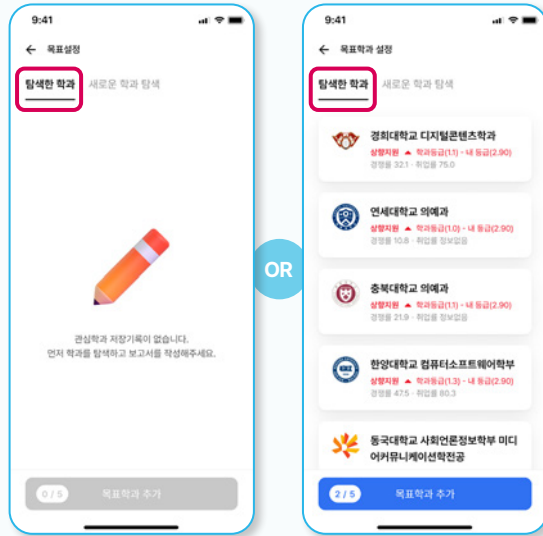 9:41
← 목표설정
탐색한 학과 새로운 학과 탐색
관심학과 저장기록이 없습니다.
먼저 학과를 탐색하고 보고서를 작성해주세요.
0 / 5 목표학과 추가
OR
9:41
← 목표학과 설정
탐색한 학과 새로운 학과 탐색
경희대학교 디지털콘텐츠학과
상향지원 ▲ 학과등급(1.1) - 내 등급(2.90)
경쟁률 32.1 · 취업률 75.0
연세대학교 의예과
상향지원 ▲ 학과등급(1.0) - 내 등급(2.90)
경쟁률 10.8 · 취업률 정보없음
충북대학교 의예과
상향지원 ▲ 학과등급(1.1) - 내 등급(2.90)
경쟁률 21.9 · 취업률 정보없음
한양대학교 컴퓨터소프트웨어학부
상향지원 ▲ 학과등급(1.3) - 내 등급(2.90)
경쟁률 47.5 · 취업률 80.3
동국대학교 사회언론정보학부 미디
어커뮤니케이션학전공
2 / 5 목표학과 추가